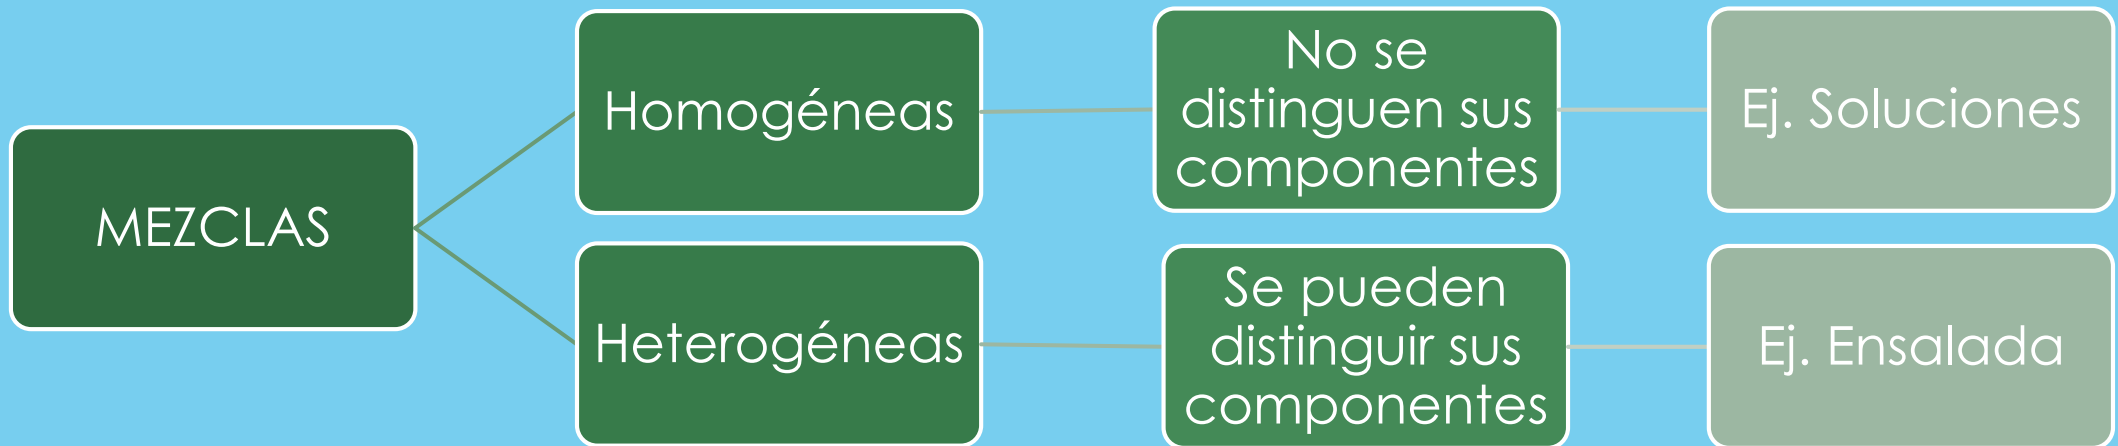 MEZCLAS
Homogéneas
No se
distinguen sus
componentes
Ej. Soluciones
Heterogéneas
Se pueden
distinguir sus
componentes
Ej. Ensalada